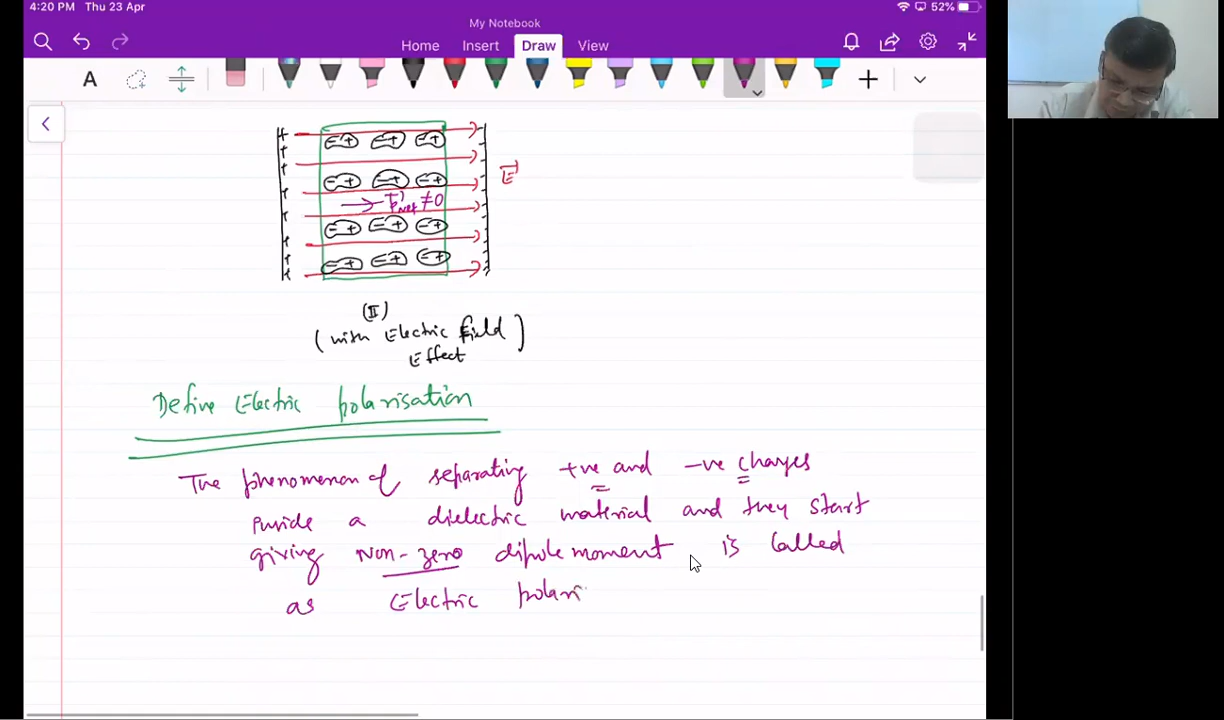 4:20 PM Thu 23 Apr
52%
My Notebook
Home Insert Draw View
A
E
P net ≠0
(II)
(with Electric field)
Effect
Define Electric polarisation
The phenomenon of separating +ve and -ve charges
inside a dielectric material and they start
giving Non-zero dipole moment is called
as Electric polari